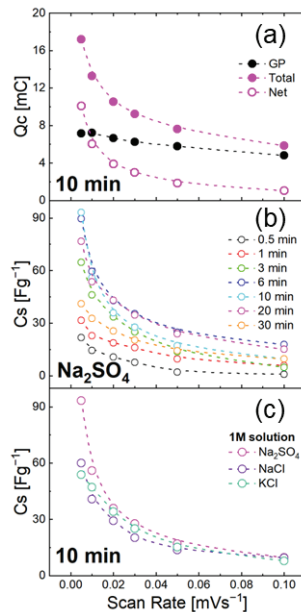 20
16
12
8
4
0
Qc [mC]
(a)
GP
Total
Net
10 min
90
60
30
0
Cs [Fg⁻¹]
(b)
0.5 min
1 min
3 min
6 min
10 min
20 min
30 min
Na₂SO₄
90
60
30
0
Cs [Fg⁻¹]
(c)
1M solution
Na₂SO₄
NaCl
KCl
10 min
0.00 0.02 0.04 0.06 0.08 0.10
Scan Rate [mVs⁻¹]